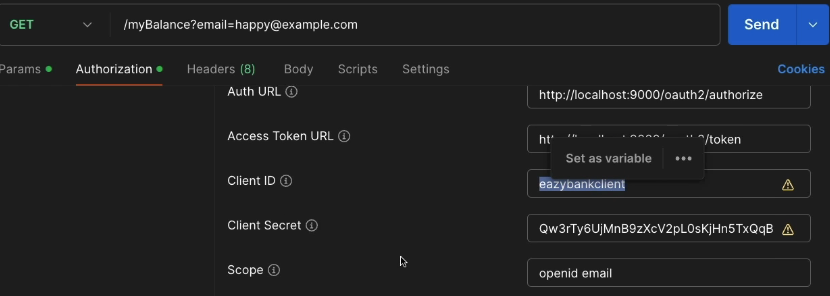 GET /myBalance?email=happy@example.com Send
Params Authorization Headers (8) Body Scripts Settings Cookies
Auth URL http://localhost:9000/oauth2/authorize
Access Token URL /token
Set as variable
Client ID eazybankclient
Client Secret Qw3rTy6UjMnB9zXcV2pL0sKjHn5TxQqB
Scope openid email